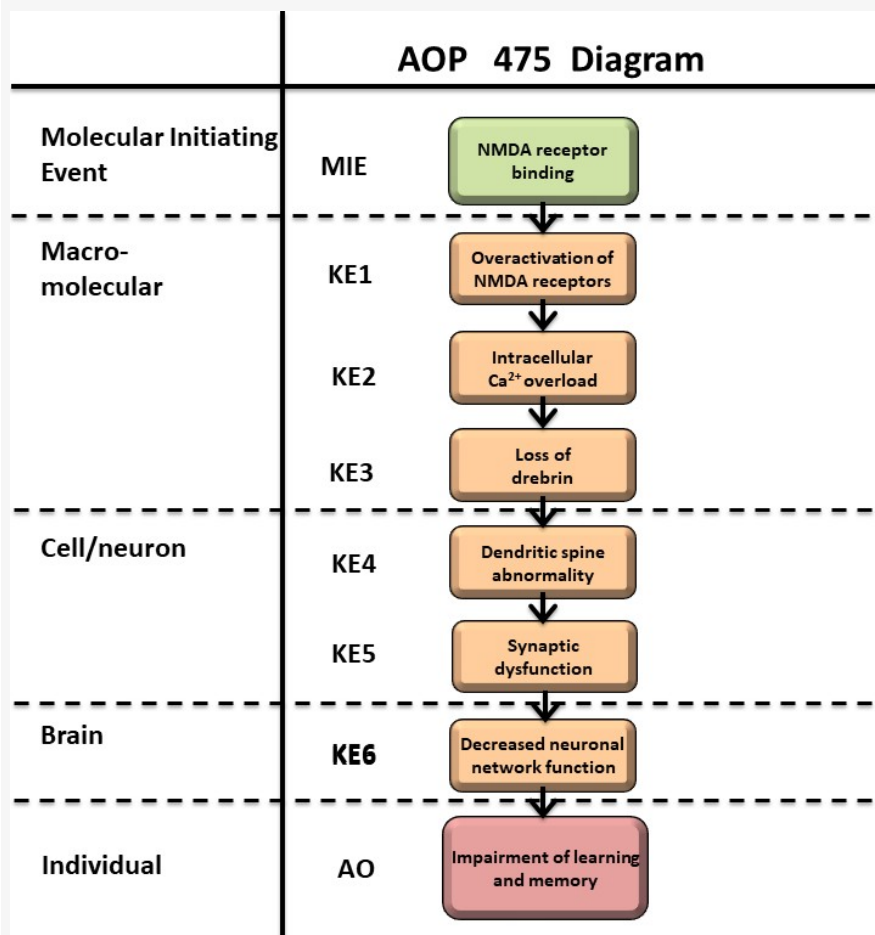 AOP 475 Diagram
Molecular Initiating
Event
MIE
NMDA receptor
binding
Macro-
molecular
KE1
Overactivation of
NMDA receptors
KE2
Intracellular
Ca²⁺ overload
KE3
Loss of
drebrin
Cell/neuron
KE4
Dendritic spine
abnormality
KE5
Synaptic
dysfunction
Brain
KE6
Decreased neuronal
network function
Individual
AO
Impairment of learning
and memory